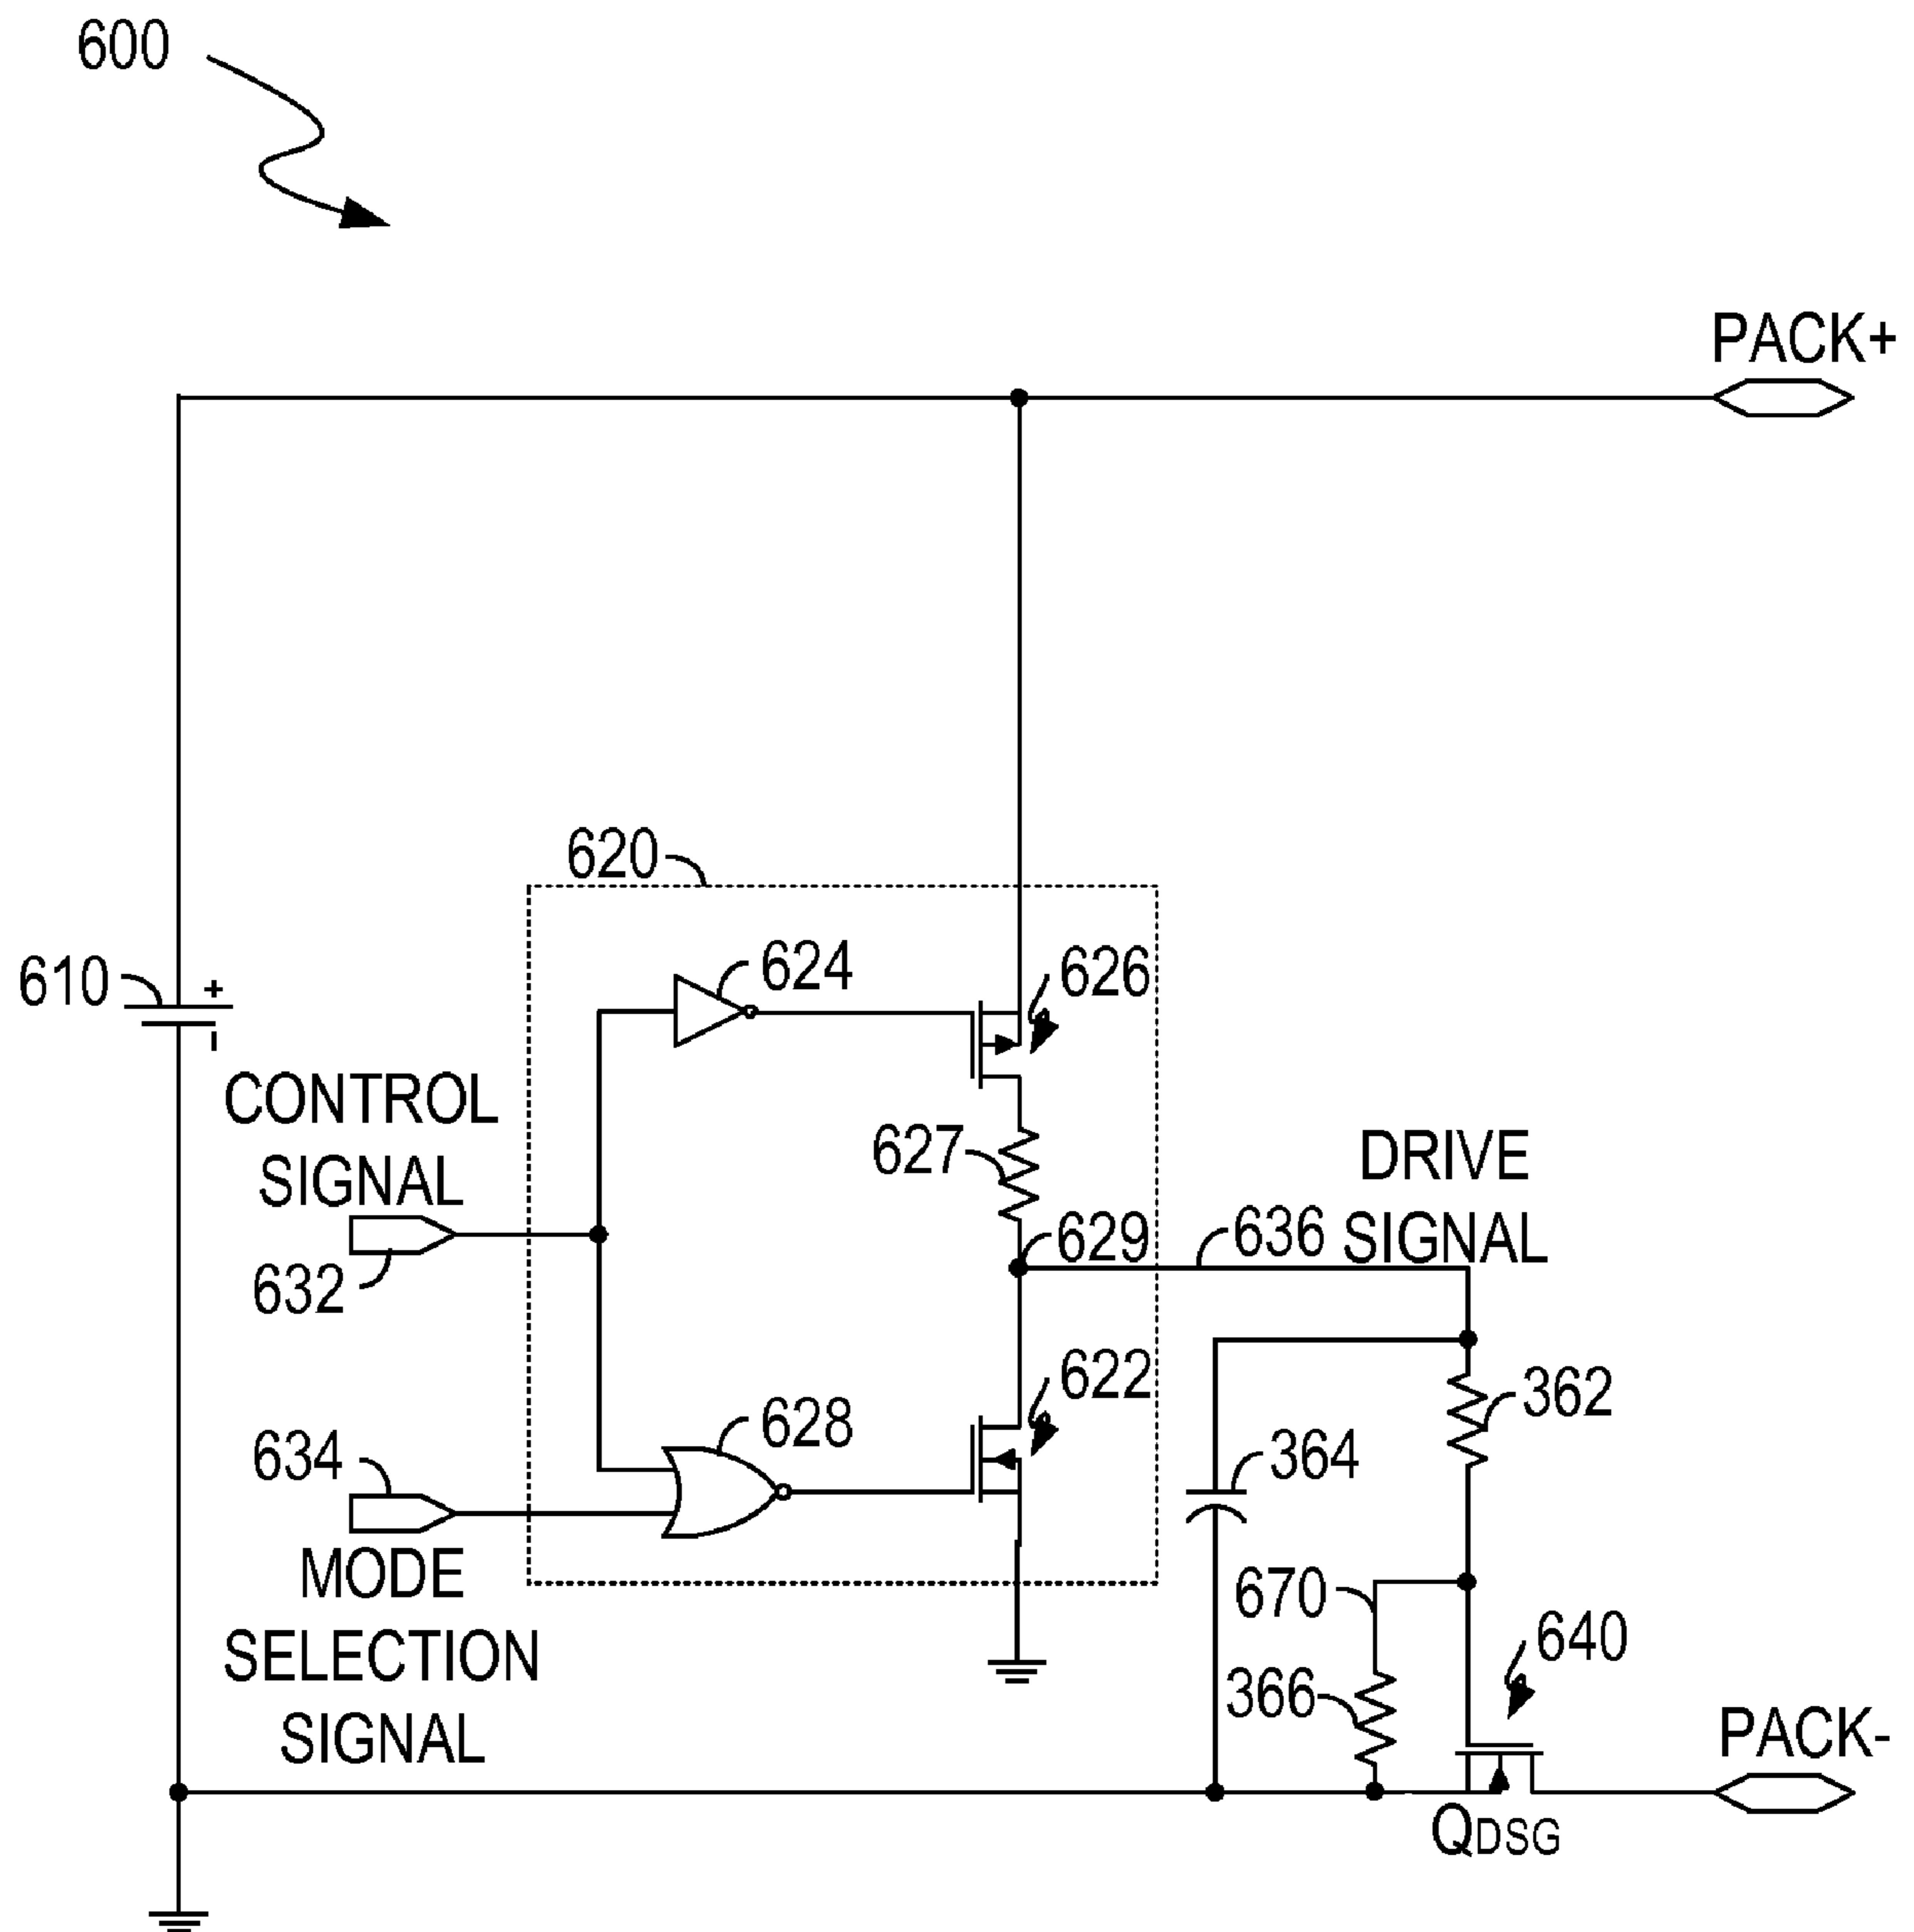 600
PACK+
620
610
+
-
624
626
CONTROL
SIGNAL
627
DRIVE
SIGNAL
629
636
632
622
362
628
364
634
MODE
SELECTION
SIGNAL
670
640
366
PACK-
QDSG